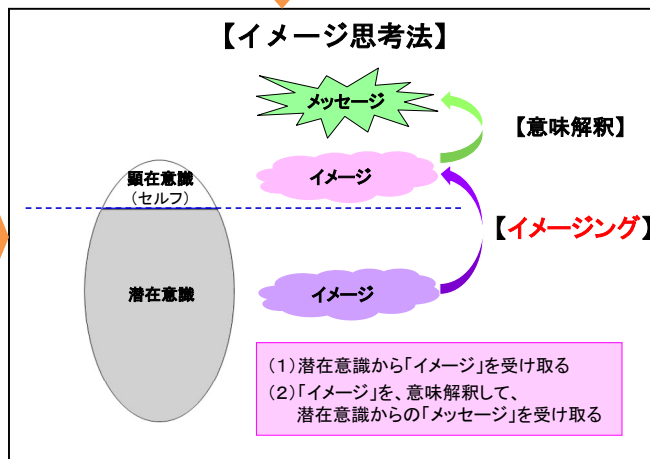 【イメージ思考法】
メッセージ
【意味解釈】
顕在意識
（セルフ）
イメージ
【イメージング】
潜在意識
イメージ
（1）潜在意識から「イメージ」を受け取る
（2）「イメージ」を、意味解釈して、
潜在意識からの「メッセージ」を受け取る